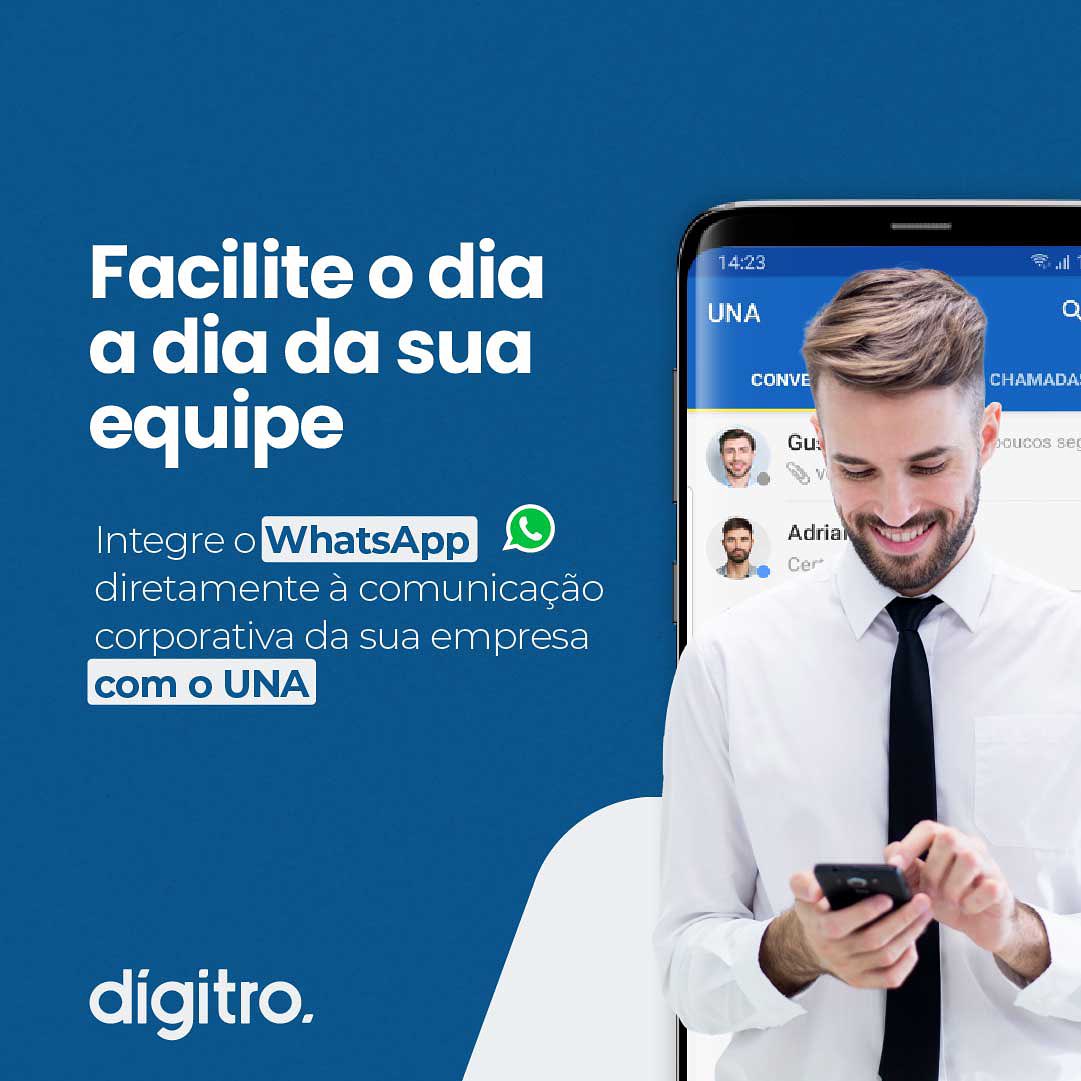 Facilite o dia
a dia da sua
equipe
Integre o WhatsApp
diretamente à comunicação
corporativa da sua empresa
com o UNA
dígitro.
14:23
UNA
CHAMADAS